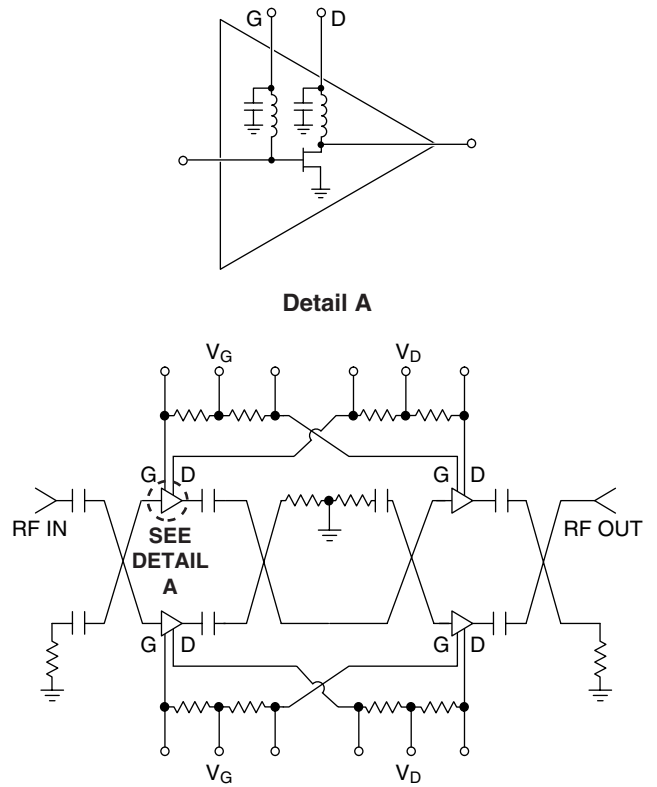 G D
Detail A
VG VD
G D G D
RF IN RF OUT
SEE
DETAIL
A
G D G D
VG VD